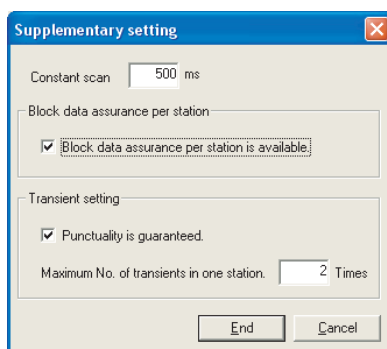 Supplementary setting
Constant scan 500 ms
Block data assurance per station
Block data assurance per station is available.
Transient setting
Punctuality is guaranteed.
Maximum No. of transients in one station. 2 Times
End Cancel